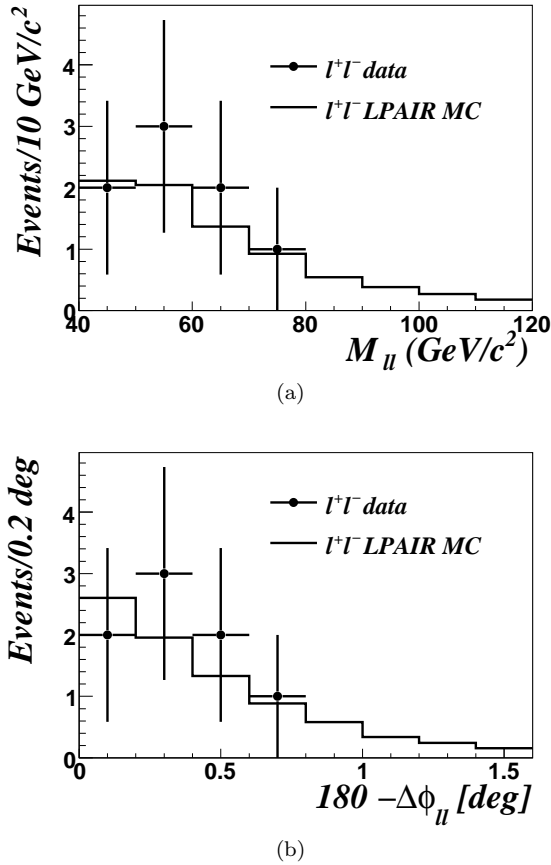 Events/10 GeV/c²
4
3
2
1
0
l⁺l⁻ data
l⁺l⁻ LPAIR MC
40 60 80 100 120
M_ll (GeV/c²)
(a)
Events/0.2 deg
4
3
2
1
0
l⁺l⁻ data
l⁺l⁻ LPAIR MC
0 0.5 1 1.5
180 −Δϕ_ll [deg]
(b)